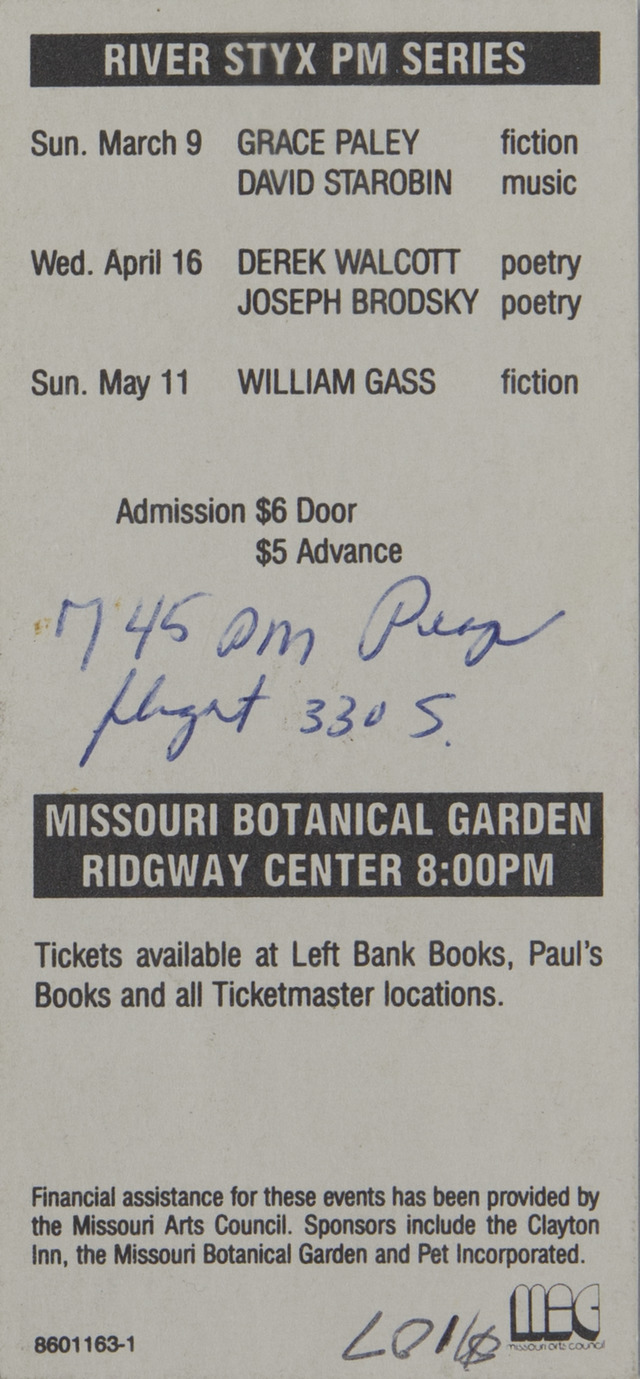 RIVER STYX PM SERIES
Sun. March 9 GRACE PALEY fiction
DAVID STAROBIN music
Wed. April 16 DEREK WALCOTT poetry
JOSEPH BRODSKY poetry
Sun. May 11 WILLIAM GASS fiction
Admission $6 Door
$5 Advance
745 PM
flight 330 S.
MISSOURI BOTANICAL GARDEN
RIDGWAY CENTER 8:00PM
Tickets available at Left Bank Books, Paul's
Books and all Ticketmaster locations.
Financial assistance for these events has been provided by
the Missouri Arts Council. Sponsors include the Clayton
Inn, the Missouri Botanical Garden and Pet Incorporated.
mac
missouri arts council
8601163-1